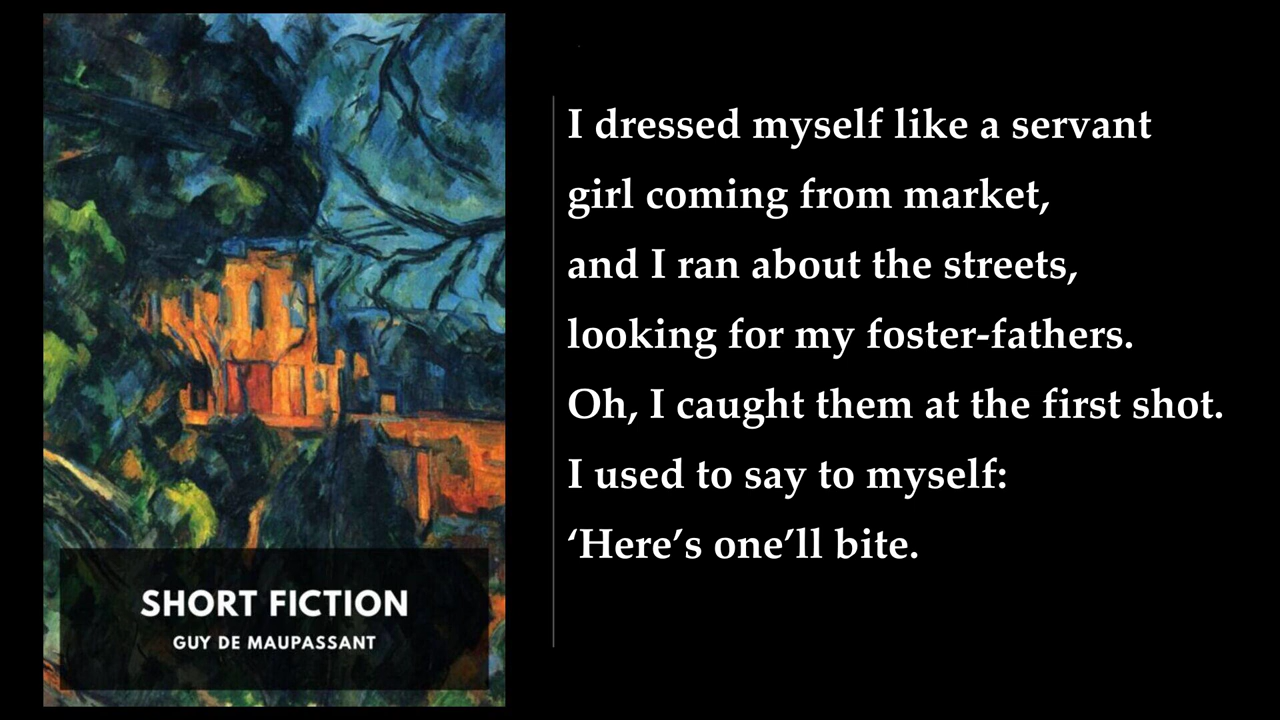 I dressed myself like a servant
girl coming from market,
and I ran about the streets,
looking for my foster-fathers.
Oh, I caught them at the first shot.
I used to say to myself:
‘Here’s one’ll bite.
SHORT FICTION
GUY DE MAUPASSANT